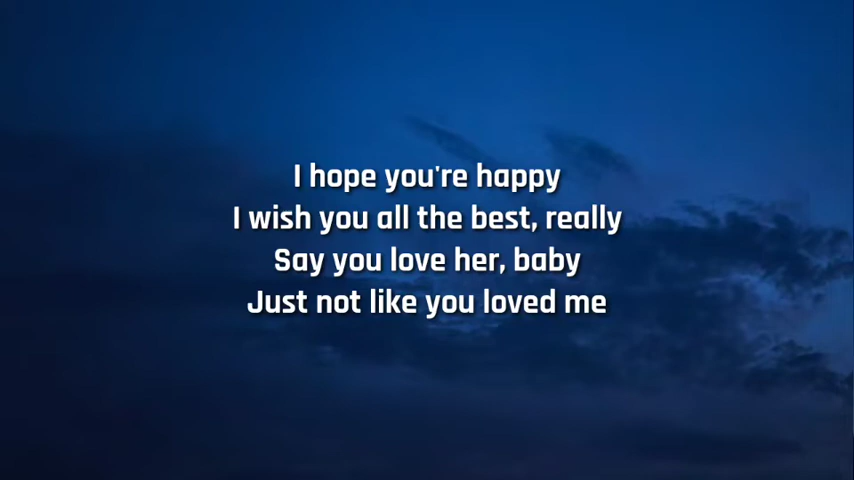 I hope you're happy
I wish you all the best, really
Say you love her, baby
Just not like you loved me